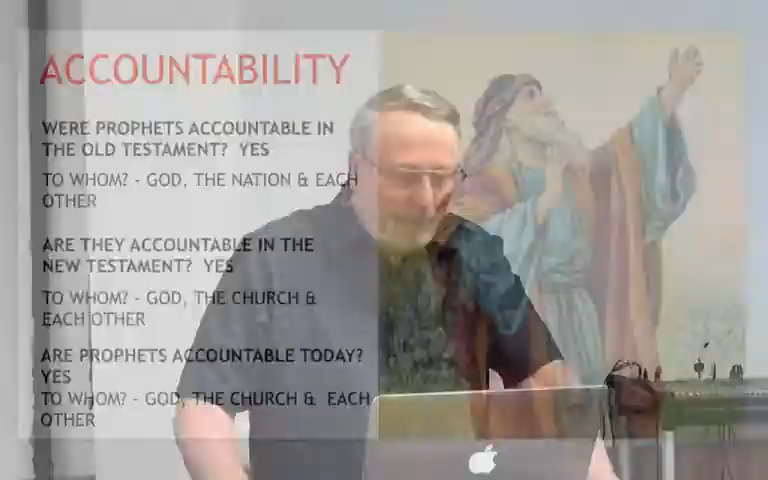 ACCOUNTABILITY
WERE PROPHETS ACCOUNTABLE IN
THE OLD TESTAMENT? YES
TO WHOM? - GOD, THE NATION & EACH
OTHER
ARE THEY ACCOUNTABLE IN THE
NEW TESTAMENT? YES
TO WHOM? - GOD, THE CHURCH &
EACH OTHER
ARE PROPHETS ACCOUNTABLE TODAY?
YES
TO WHOM? - GOD, THE CHURCH & EACH
OTHER